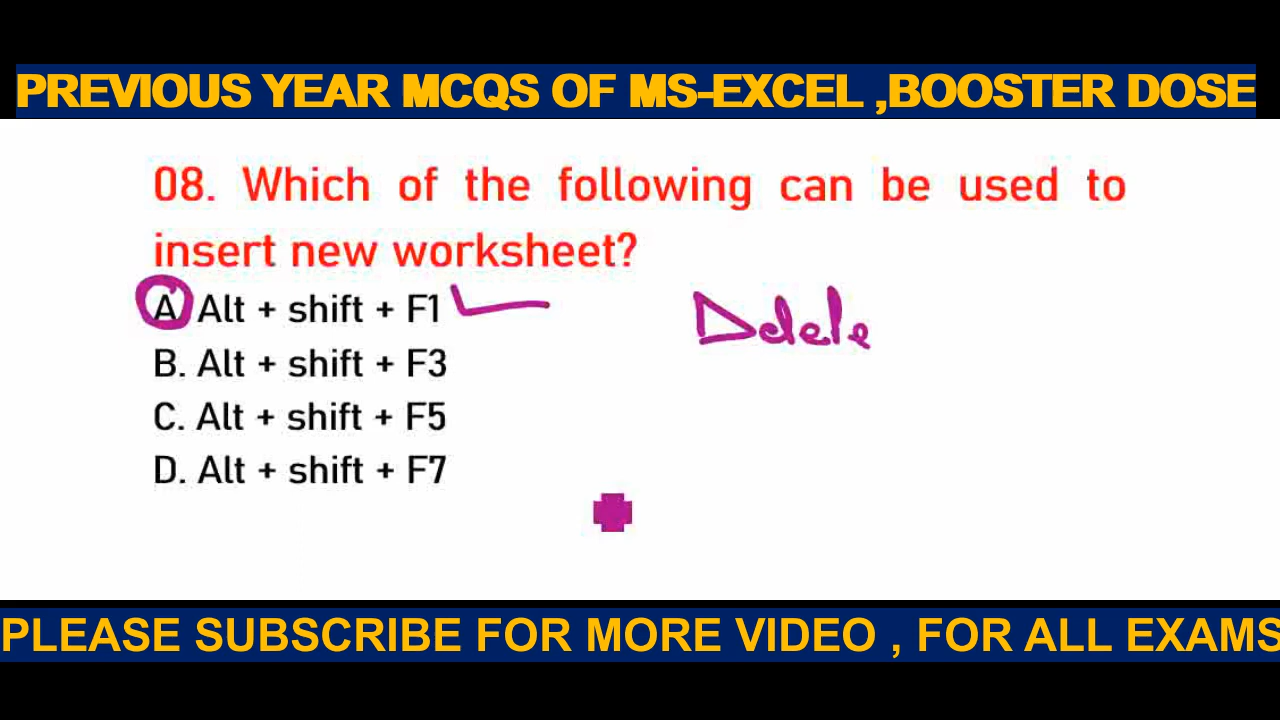 PREVIOUS YEAR MCQS OF MS-EXCEL ,BOOSTER DOSE
08. Which of the following can be used to
insert new worksheet?
A. Alt + shift + F1
Delele
B. Alt + shift + F3
C. Alt + shift + F5
D. Alt + shift + F7
PLEASE SUBSCRIBE FOR MORE VIDEO , FOR ALL EXAMS